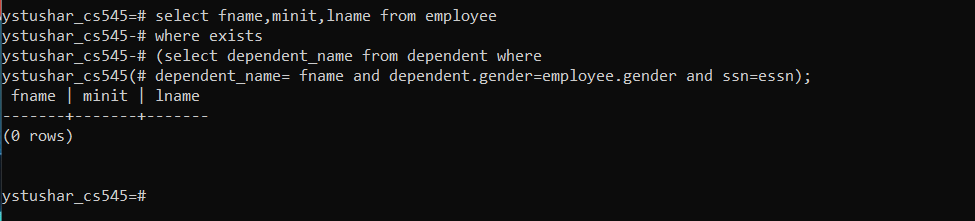 ystushar_cs545=# select fname,minit,lname from employee
ystushar_cs545-# where exists
ystushar_cs545-# (select dependent_name from dependent where
ystushar_cs545(# dependent_name= fname and dependent.gender=employee.gender and ssn=essn);
 fname | minit | lname
-------+-------+-------
(0 rows)
ystushar_cs545=#